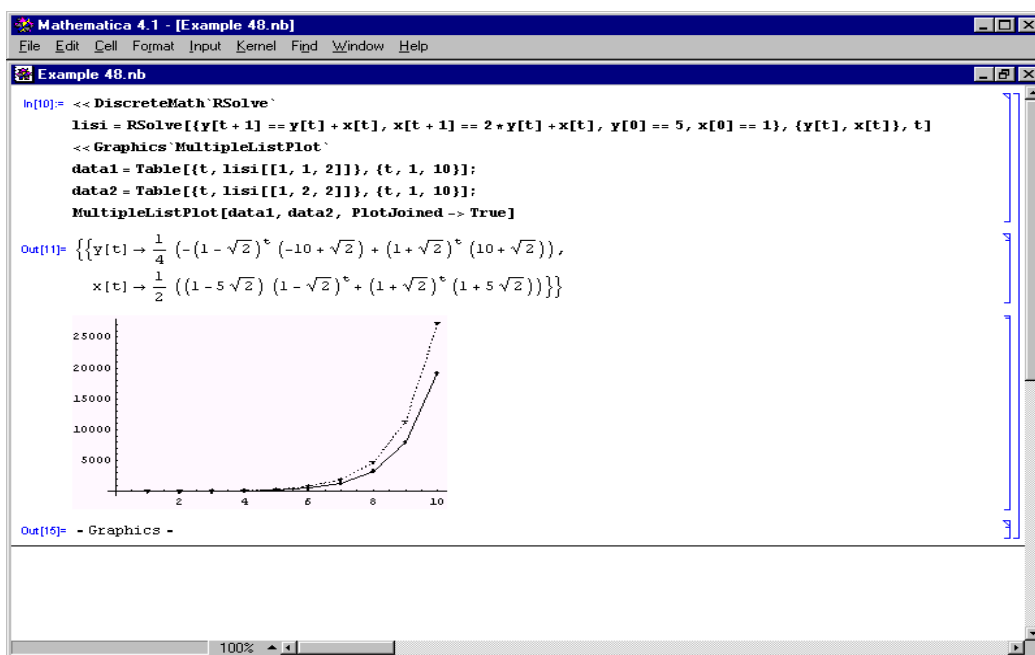 Mathematica 4.1 - [Example 48.nb]
File Edit Cell Format Input Kernel Find Window Help
Example 48.nb
In[10]:= <<DiscreteMath`RSolve`
lisi = RSolve[{y[t + 1] == y[t] + x[t], x[t + 1] == 2*y[t] + x[t], y[0] == 5, x[0] == 1}, {y[t], x[t]}, t]
<<Graphics`MultipleListPlot`
data1 = Table[{t, lisi[[1, 1, 2]]}, {t, 1, 10}];
data2 = Table[{t, lisi[[1, 2, 2]]}, {t, 1, 10}];
MultipleListPlot[data1, data2, PlotJoined -> True]
Out[11]= {{y[t] → 1/4 (-(1 - √2)^t (-10 + √2) + (1 + √2)^t (10 + √2)),
x[t] → 1/2 ((1 - 5 √2) (1 - √2)^t + (1 + √2)^t (1 + 5 √2))}}
25000
20000
15000
10000
5000
2 4 6 8 10
Out[15]= - Graphics -
100%